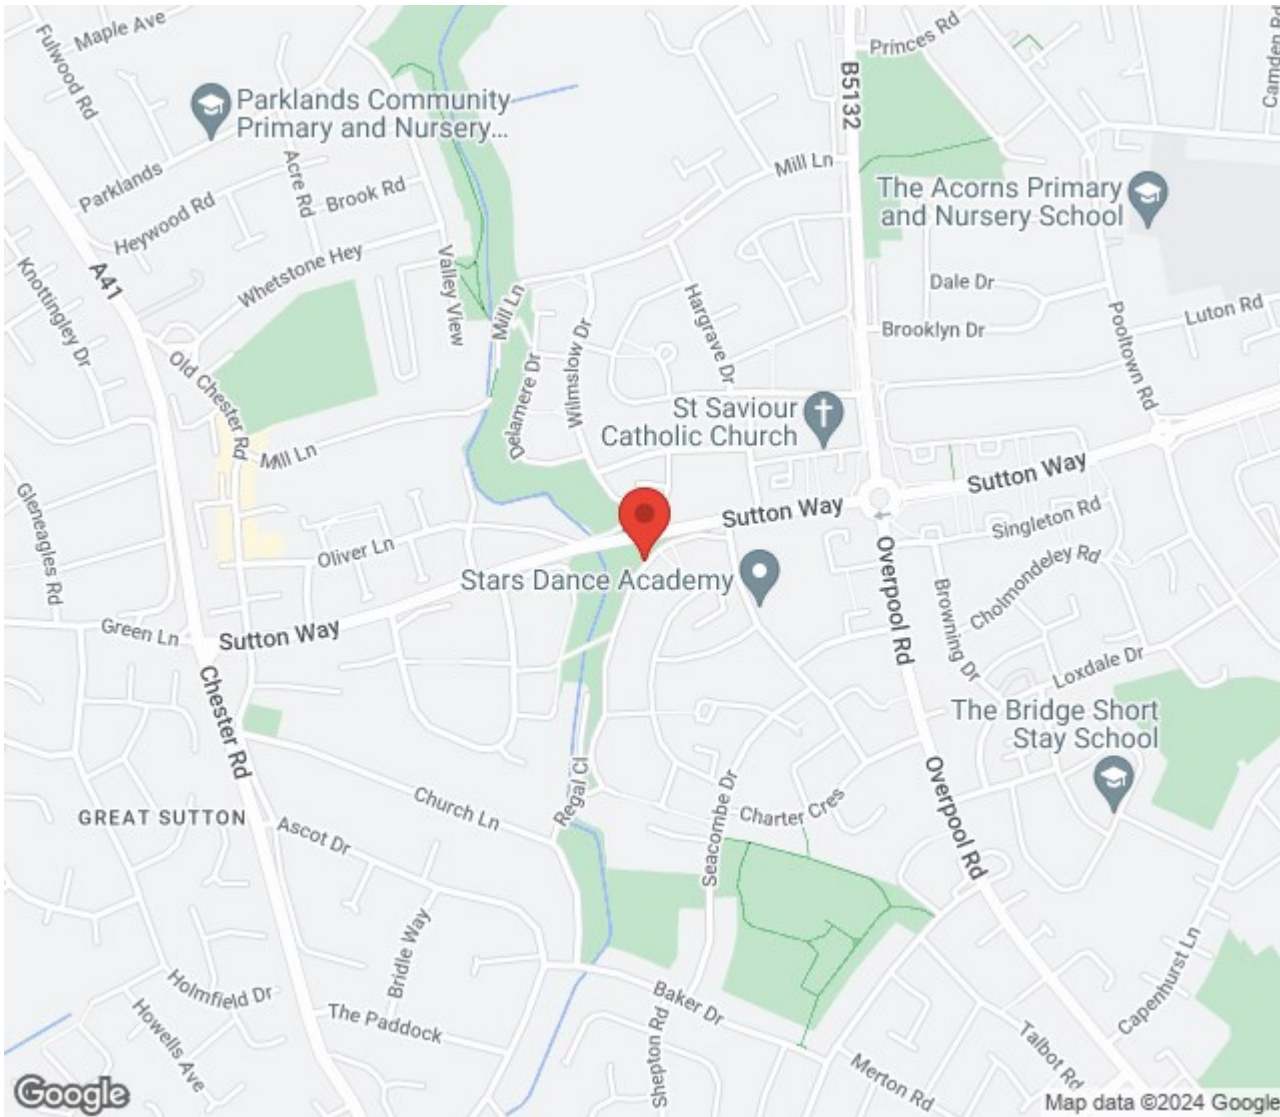 Maple Ave
Fulwood Rd
Princes Rd
Camden Rd
B5132
Parklands Community
Primary and Nursery...
Acre Rd
Mill Ln
Parklands
Brook Rd
The Acorns Primary
and Nursery School
Heywood Rd
A41
Whetstone Hey
Valley View
Knottingley Dr
Mill Ln
Hargrave Dr
Dale Dr
Luton Rd
Brooklyn Dr
Pooltown Rd
Old Chester Rd
Delamere Dr
Wilmslow Dr
St Saviour
Catholic Church
Mill Ln
Sutton Way
Gleneagles Rd
Sutton Way
Singleton Rd
Oliver Ln
Stars Dance Academy
Cholmondeley Rd
Overpool Rd
Browning Dr
Green Ln
Sutton Way
Loxdale Dr
Chester Rd
The Bridge Short
Stay School
Regal Cl
Church Ln
Seacombe Dr
Charter Cres
Overpool Rd
GREAT SUTTON
Ascot Dr
Bridle Way
Capenhurst Ln
Holmfield Dr
Howells Ave
The Paddock
Baker Dr
Shepton Rd
Merton Rd
Talbot Rd
Google
Map data ©2024 Google